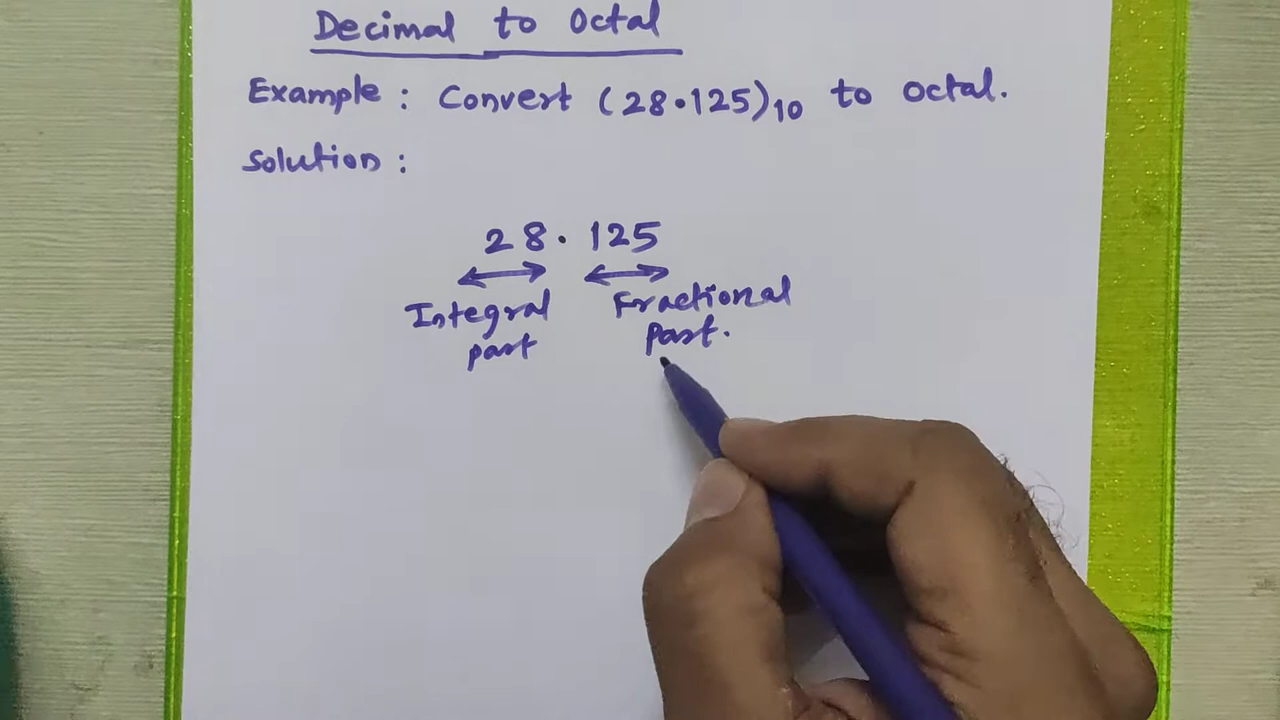 Decimal to Octal
Example : Convert (28.125)10 to octal.
Solution :
28.125
Integral Fractional
part part.